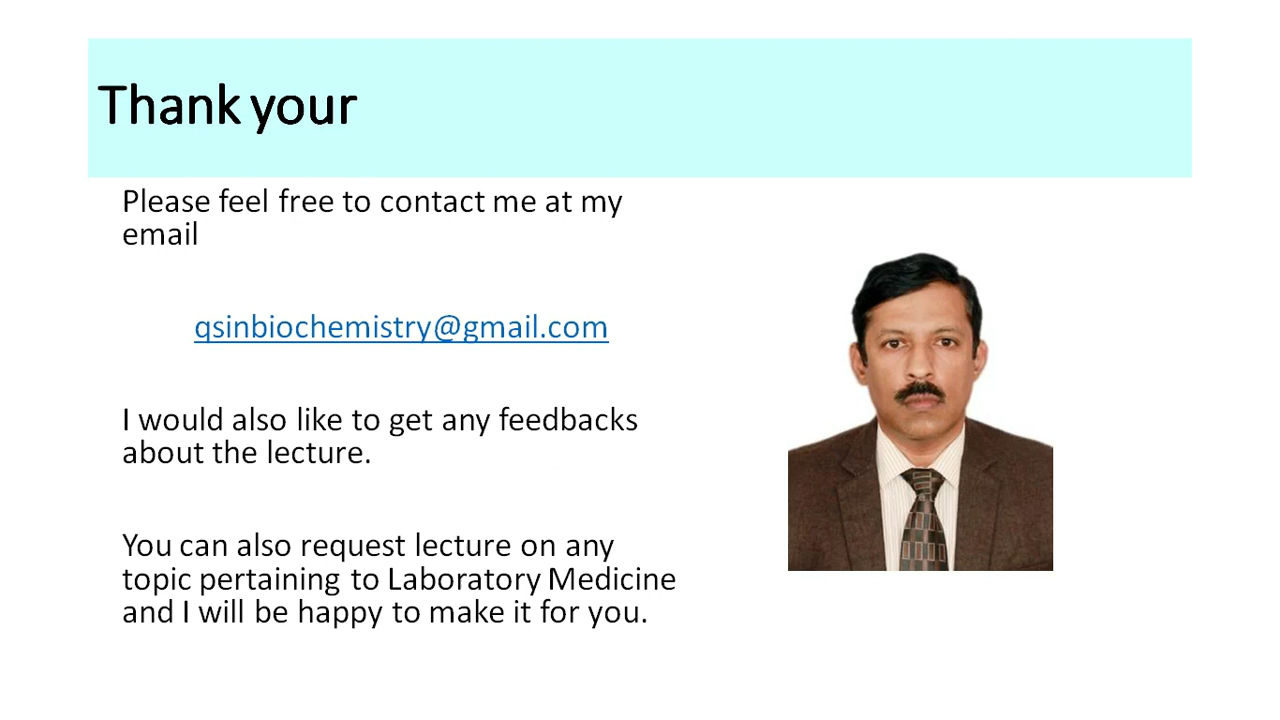 Thank your
Please feel free to contact me at my
email
qsinbiochemistry@gmail.com
I would also like to get any feedbacks
about the lecture.
You can also request lecture on any
topic pertaining to Laboratory Medicine
and I will be happy to make it for you.